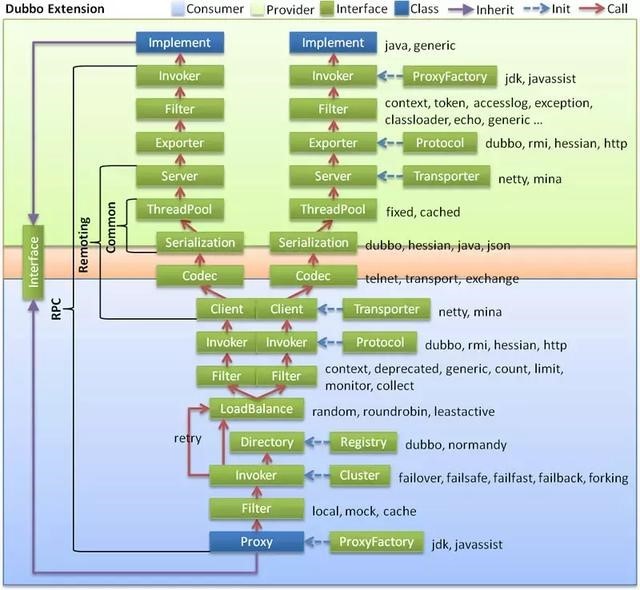 Dubbo Extension Consumer Provider Interface Class Inherit Init Call
Implement Implement java, generic
Invoker Invoker ProxyFactory jdk, javassist
Filter Filter context, token, accesslog, exception,
classloader, echo, generic ...
Exporter Exporter Protocol dubbo, rmi, hessian, http
Server Server Transporter netty, mina
ThreadPool ThreadPool fixed, cached
Common
Remoting
Serialization Serialization dubbo, hessian, java, json
Interface
Codec Codec telnet, transport, exchange
RPC
Client Client Transporter netty, mina
Invoker Invoker Protocol dubbo, rmi, hessian, http
Filter Filter context, deprecated, generic, count, limit,
monitor, collect
LoadBalance random, roundrobin, leastactive
retry
Directory Registry dubbo, normandy
Invoker Cluster failover, failsafe, failfast, failback, forking
Filter local, mock, cache
Proxy ProxyFactory jdk, javassist